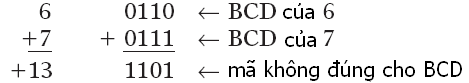 6 0110 ← BCD của 6
+7 + 0111 ← BCD của 7
+13 1101 ← mã không đúng cho BCD